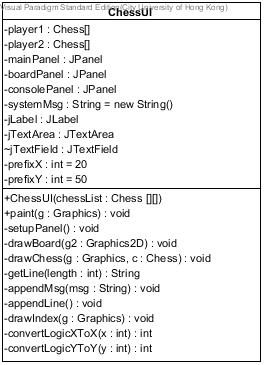 Visual Paradigm Standard Edition(City University of Hong Kong)
ChessUI
-player1 : Chess[]
-player2 : Chess[]
-mainPanel : JPanel
-boardPanel : JPanel
-consolePanel : JPanel
-systemMsg : String = new String()
-jLabel : JLabel
-jTextArea : JTextArea
~jTextField : JTextField
-prefixX : int = 20
-prefixY : int = 50
+ChessUI(chessList : Chess [][])
+paint(g : Graphics) : void
-setupPanel() : void
-drawBoard(g2 : Graphics2D) : void
-drawChess(g : Graphics, c : Chess) : void
-getLine(length : int) : String
-appendMsg(msg : String) : void
-appendLine() : void
-drawIndex(g : Graphics) : void
-convertLogicXToX(x : int) : int
-convertLogicYToY(y : int) : int